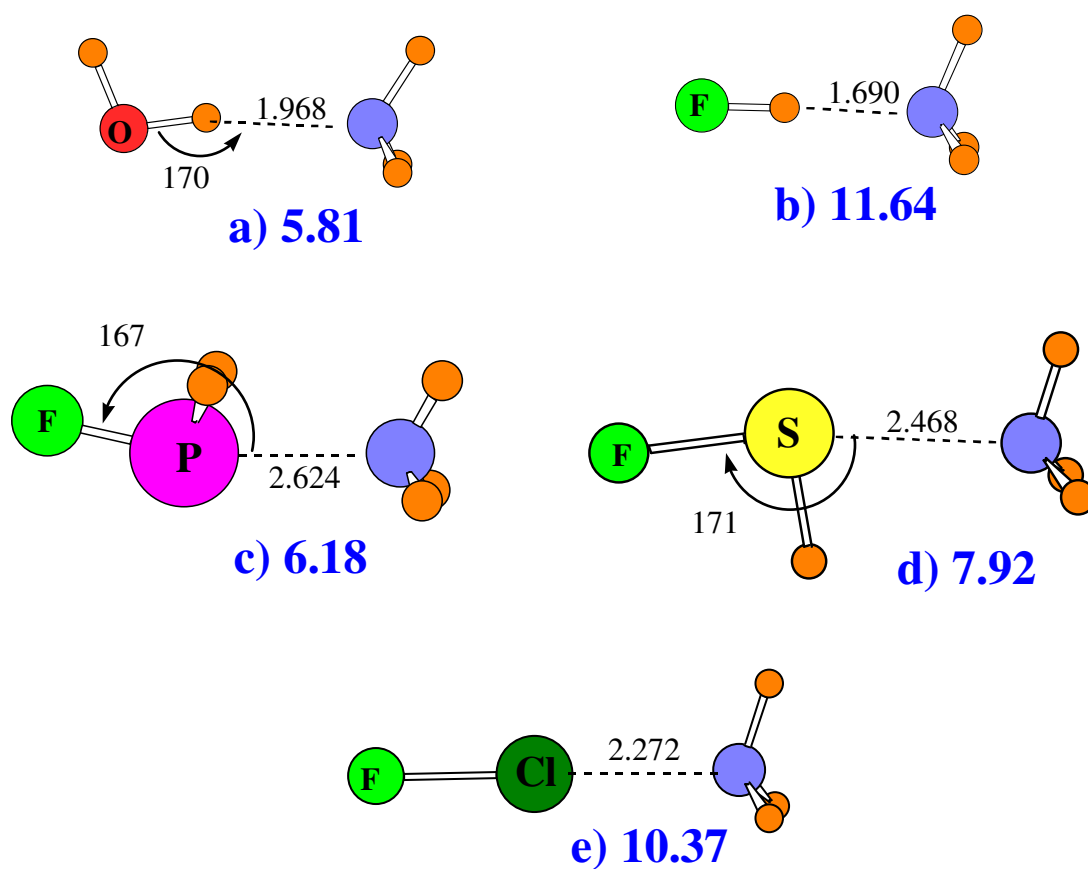 O
1.968
170
a) 5.81
F
1.690
b) 11.64
167
F
P
2.624
c) 6.18
F
S
2.468
171
d) 7.92
F
Cl
2.272
e) 10.37